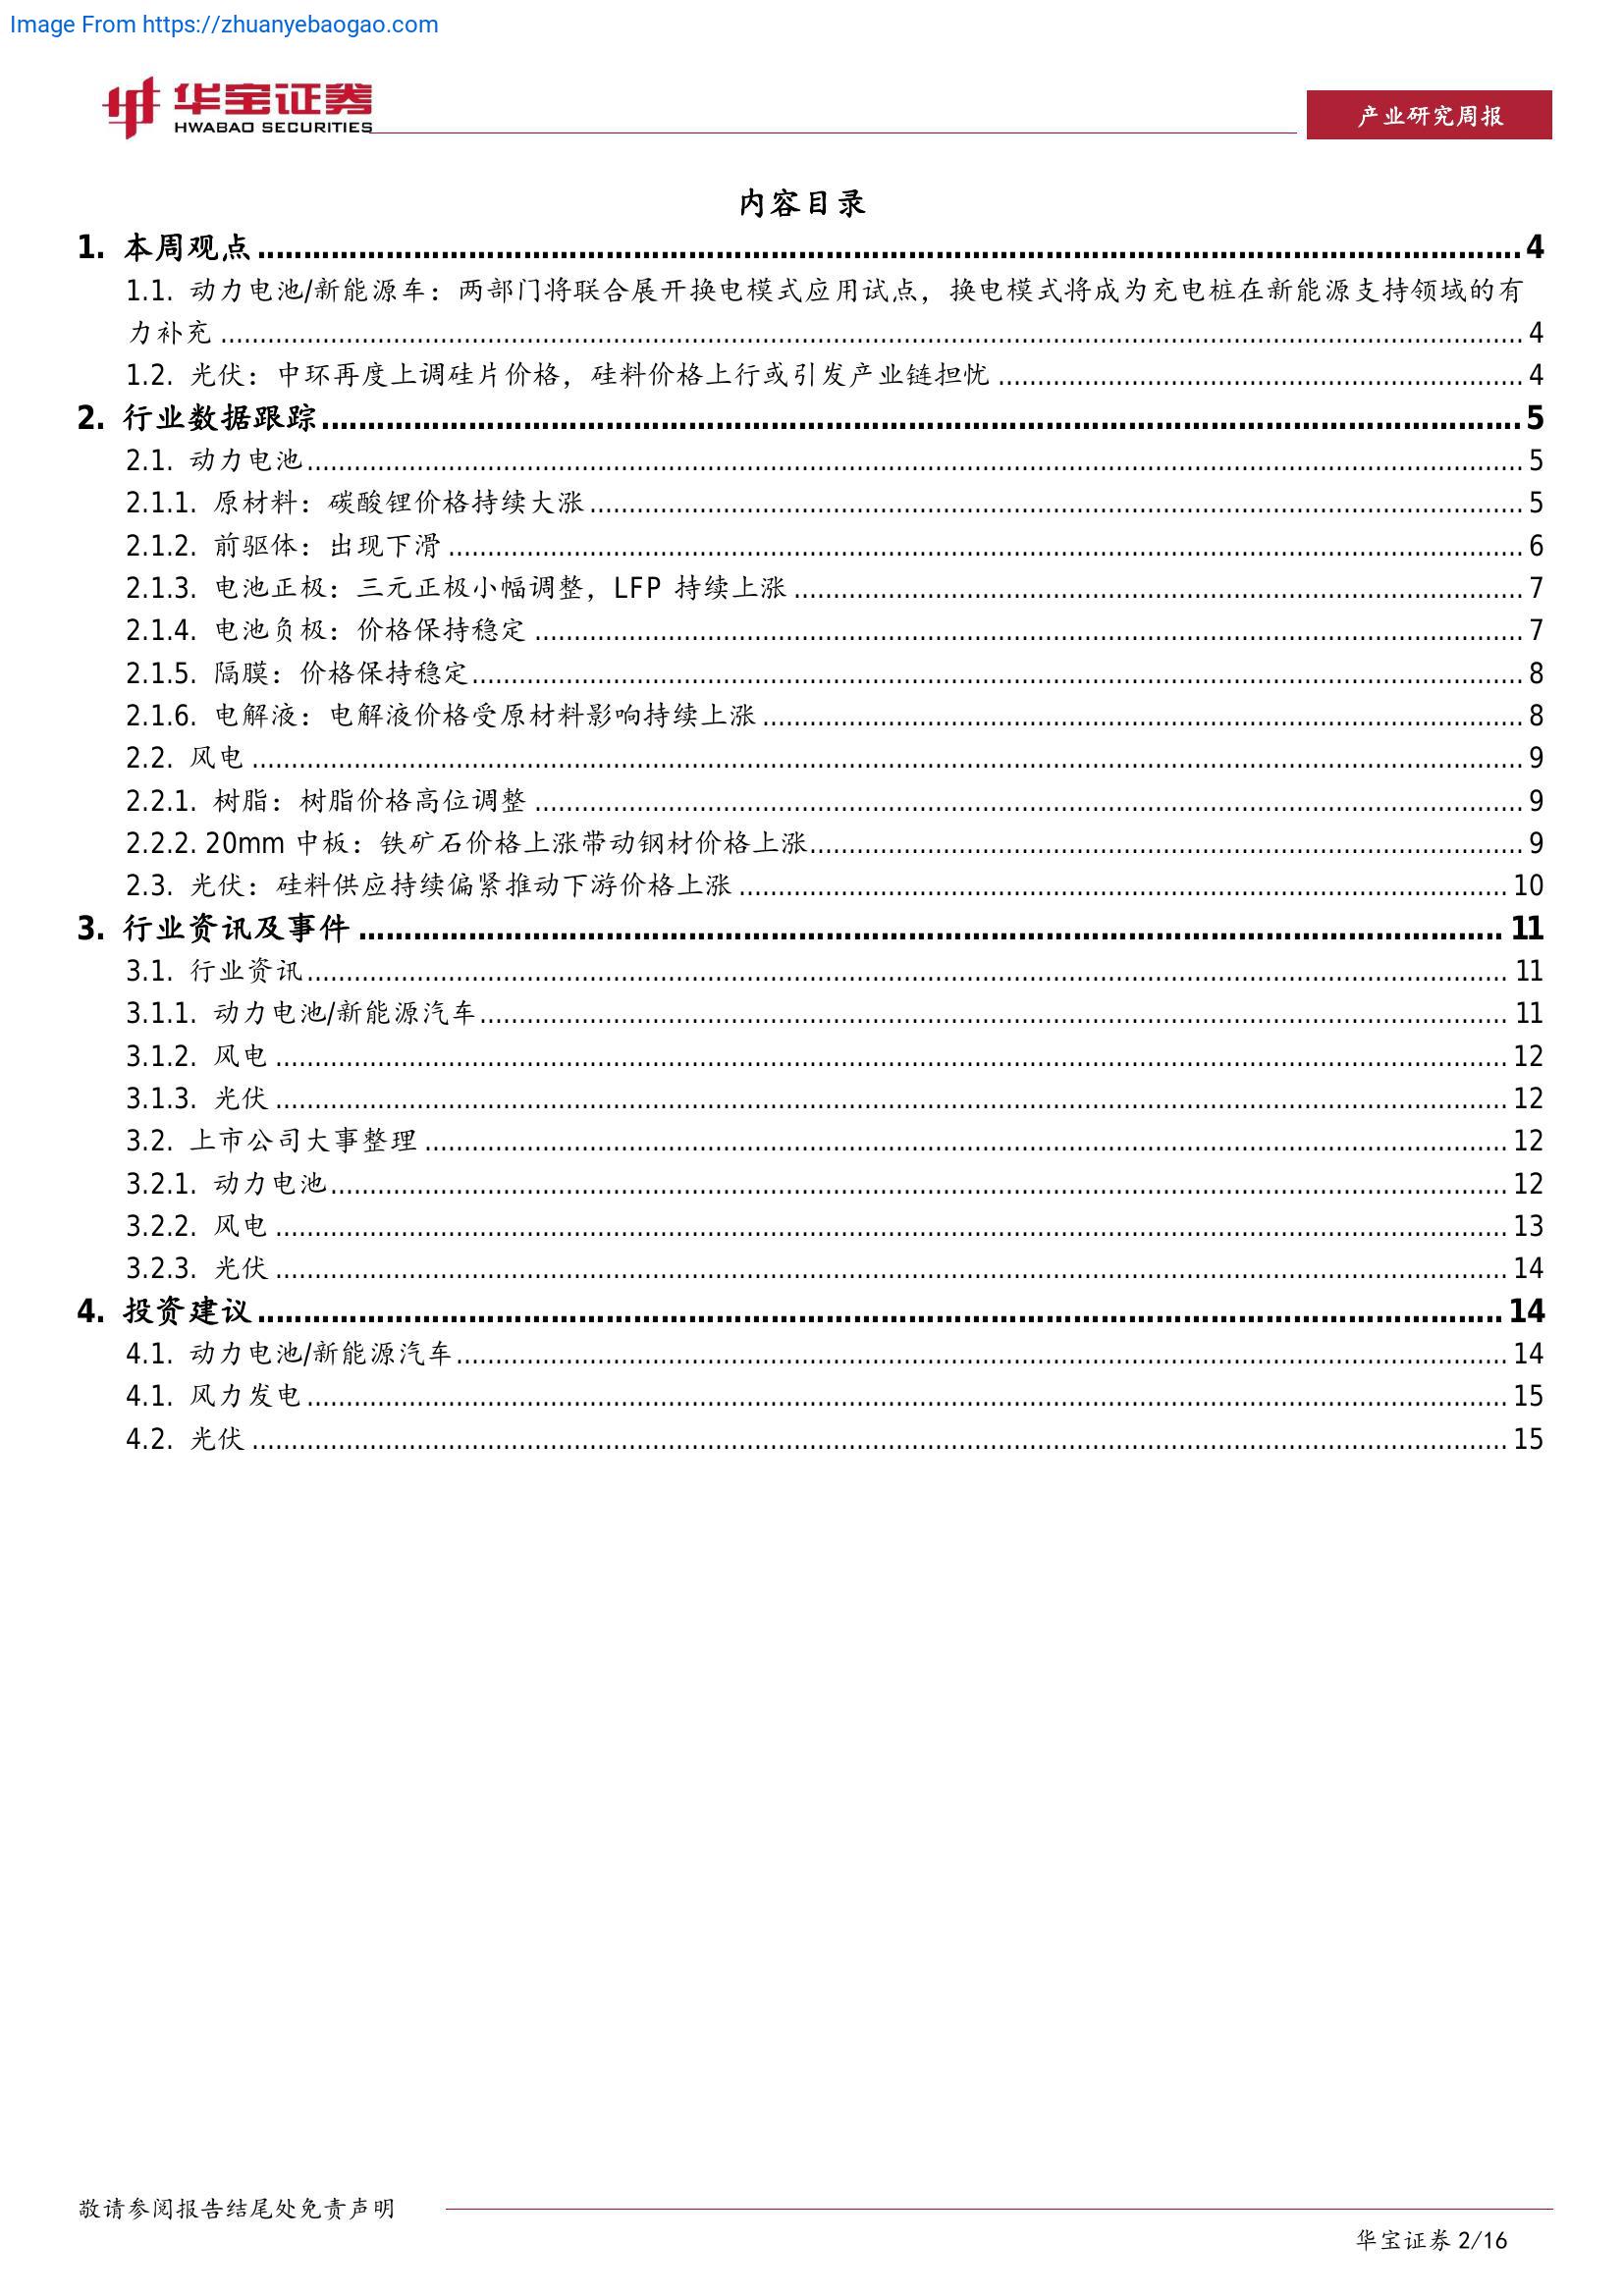 Image From https://zhuanyebaogao.com
华宝证券
HWABAO SECURITIES
产业研究周报
内容目录
1. 本周观点 4
1.1. 动力电池/新能源车：两部门将联合展开换电模式应用试点，换电模式将成为充电桩在新能源支持领域的有
力补充 4
1.2. 光伏：中环再度上调硅片价格，硅料价格上行或引发产业链担忧 4
2. 行业数据跟踪 5
2.1. 动力电池 5
2.1.1. 原材料：碳酸锂价格持续大涨 5
2.1.2. 前驱体：出现下滑 6
2.1.3. 电池正极：三元正极小幅调整，LFP 持续上涨 7
2.1.4. 电池负极：价格保持稳定 7
2.1.5. 隔膜：价格保持稳定 8
2.1.6. 电解液：电解液价格受原材料影响持续上涨 8
2.2. 风电 9
2.2.1. 树脂：树脂价格高位调整 9
2.2.2. 20mm 中板：铁矿石价格上涨带动钢材价格上涨 9
2.3. 光伏：硅料供应持续偏紧推动下游价格上涨 10
3. 行业资讯及事件 11
3.1. 行业资讯 11
3.1.1. 动力电池/新能源汽车 11
3.1.2. 风电 12
3.1.3. 光伏 12
3.2. 上市公司大事整理 12
3.2.1. 动力电池 12
3.2.2. 风电 13
3.2.3. 光伏 14
4. 投资建议 14
4.1. 动力电池/新能源汽车 14
4.1. 风力发电 15
4.2. 光伏 15
敬请参阅报告结尾处免责声明
华宝证券 2/16